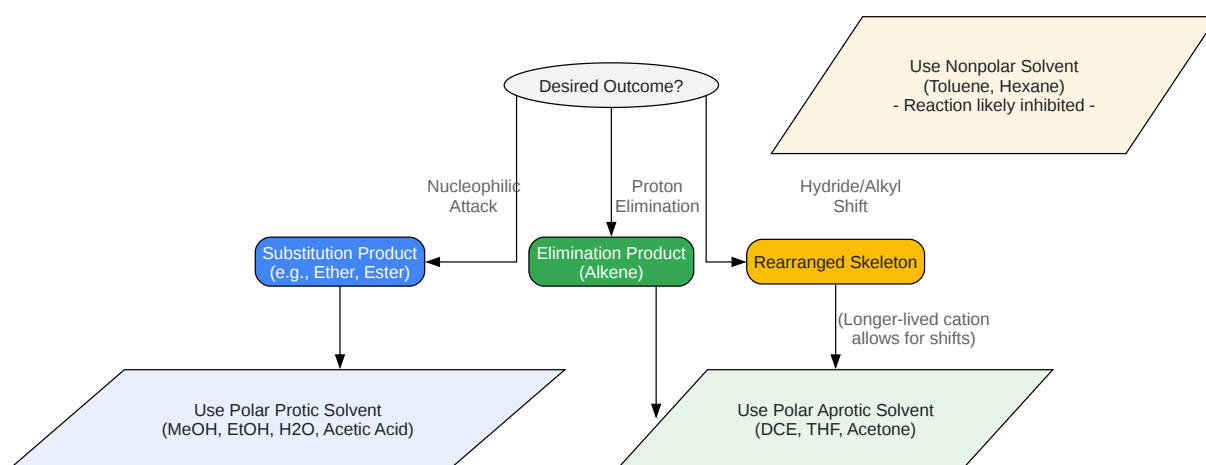 Desired Outcome?
Use Nonpolar Solvent
(Toluene, Hexane)
- Reaction likely inhibited -
Nucleophilic
Attack
Proton
Elimination
Hydride/Alkyl
Shift
Substitution Product
(e.g., Ether, Ester)
Elimination Product
(Alkene)
Rearranged Skeleton
(Longer-lived cation
allows for shifts)
Use Polar Protic Solvent
(MeOH, EtOH, H2O, Acetic Acid)
Use Polar Aprotic Solvent
(DCE, THF, Acetone)